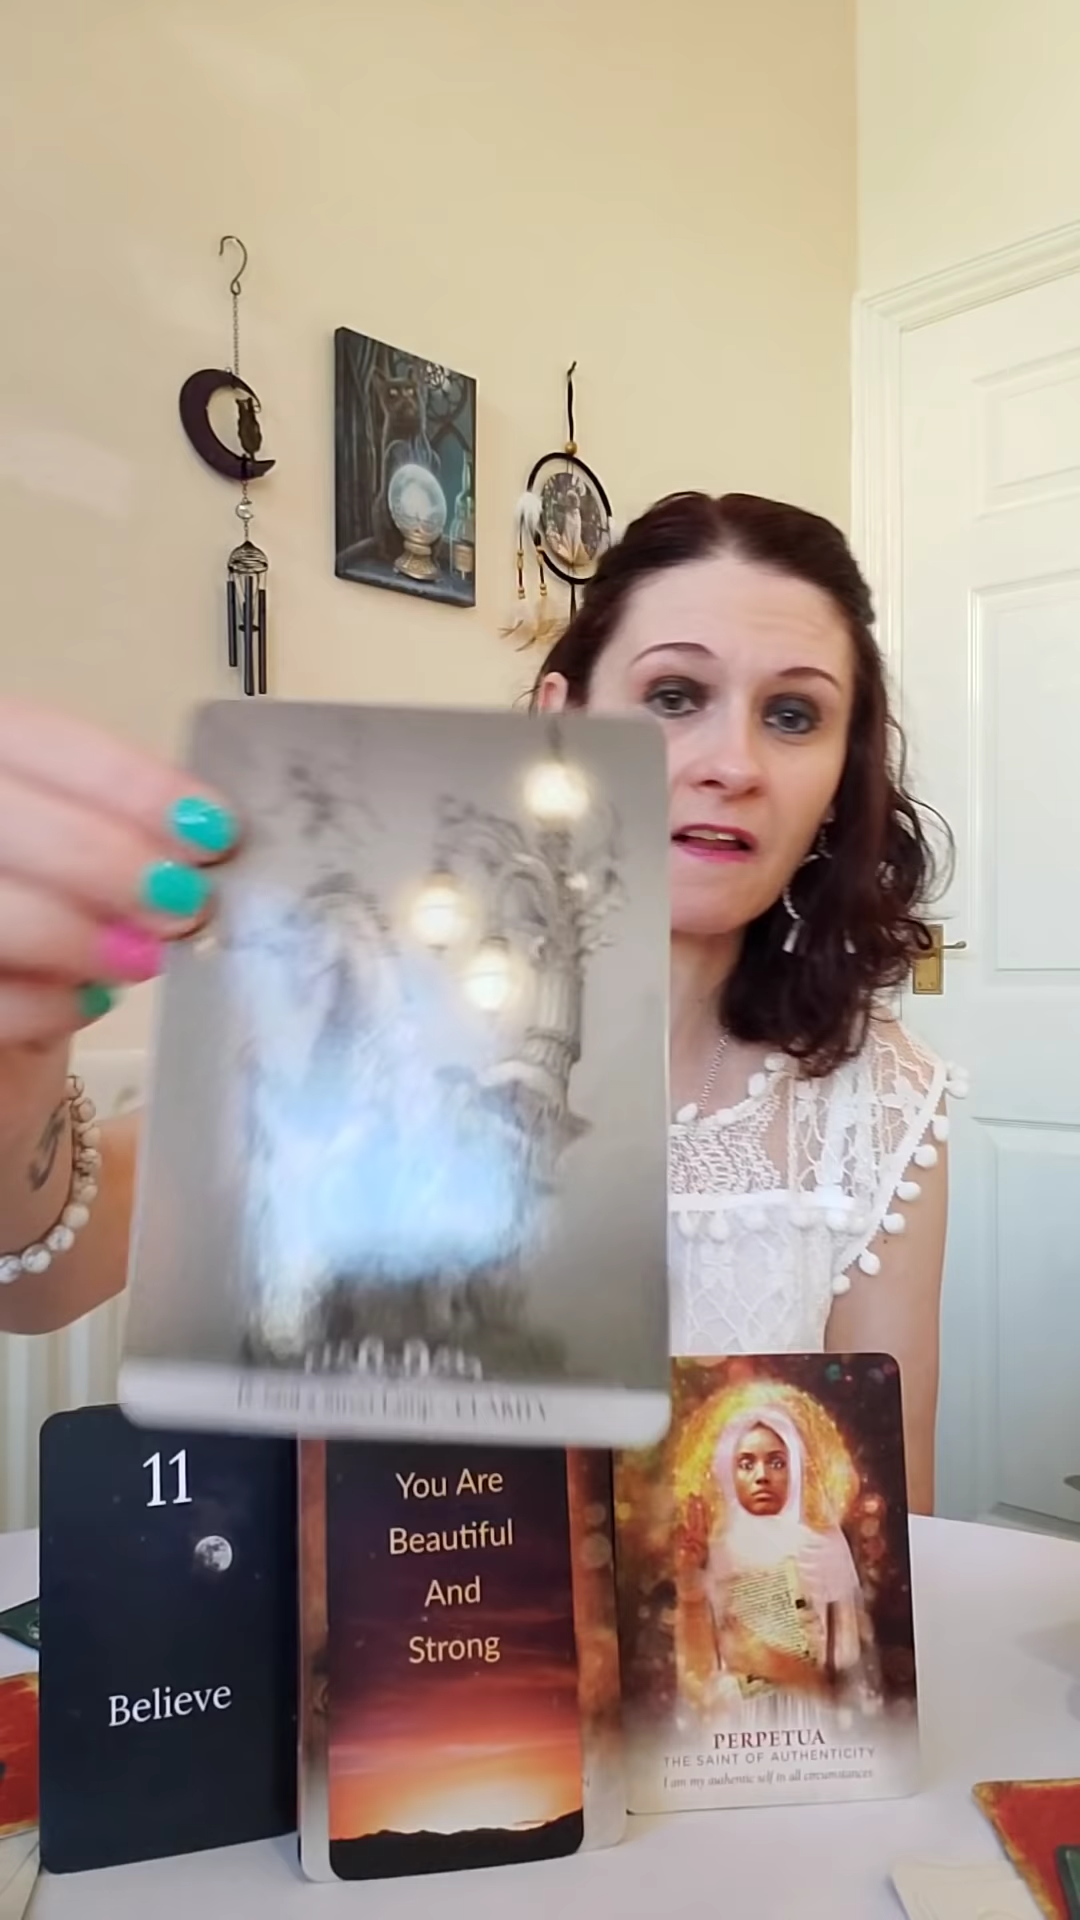 11
Believe
You Are
Beautiful
And
Strong
PERPETUA
THE SAINT OF AUTHENTICITY
I am my authentic self in all circumstances